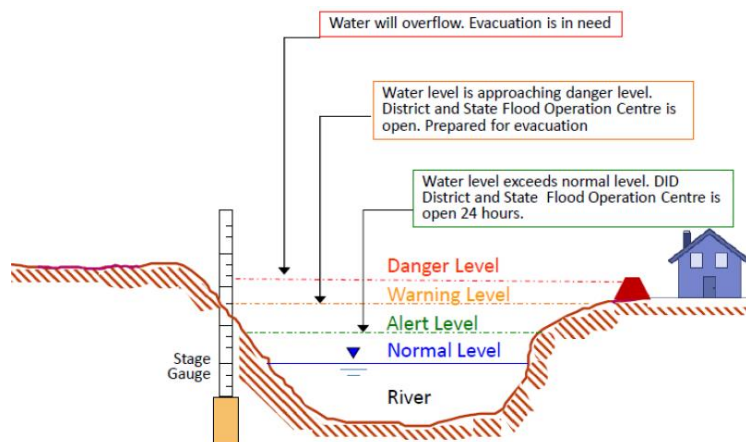 Water will overflow. Evacuation is in need
Water level is approaching danger level.
District and State Flood Operation Centre is
open. Prepared for evacuation
Water level exceeds normal level. DID
District and State Flood Operation Centre is
open 24 hours.
Danger Level
Warning Level
Alert Level
Normal Level
Stage
Gauge
River